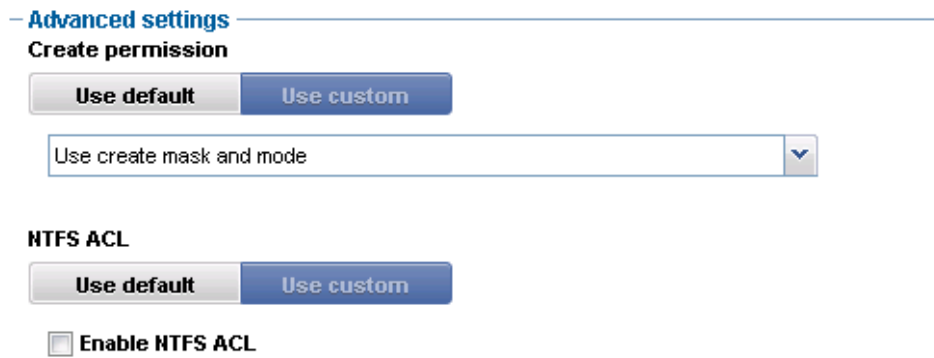 Advanced settings
Create permission
Use default Use custom
Use create mask and mode
NTFS ACL
Use default Use custom
Enable NTFS ACL